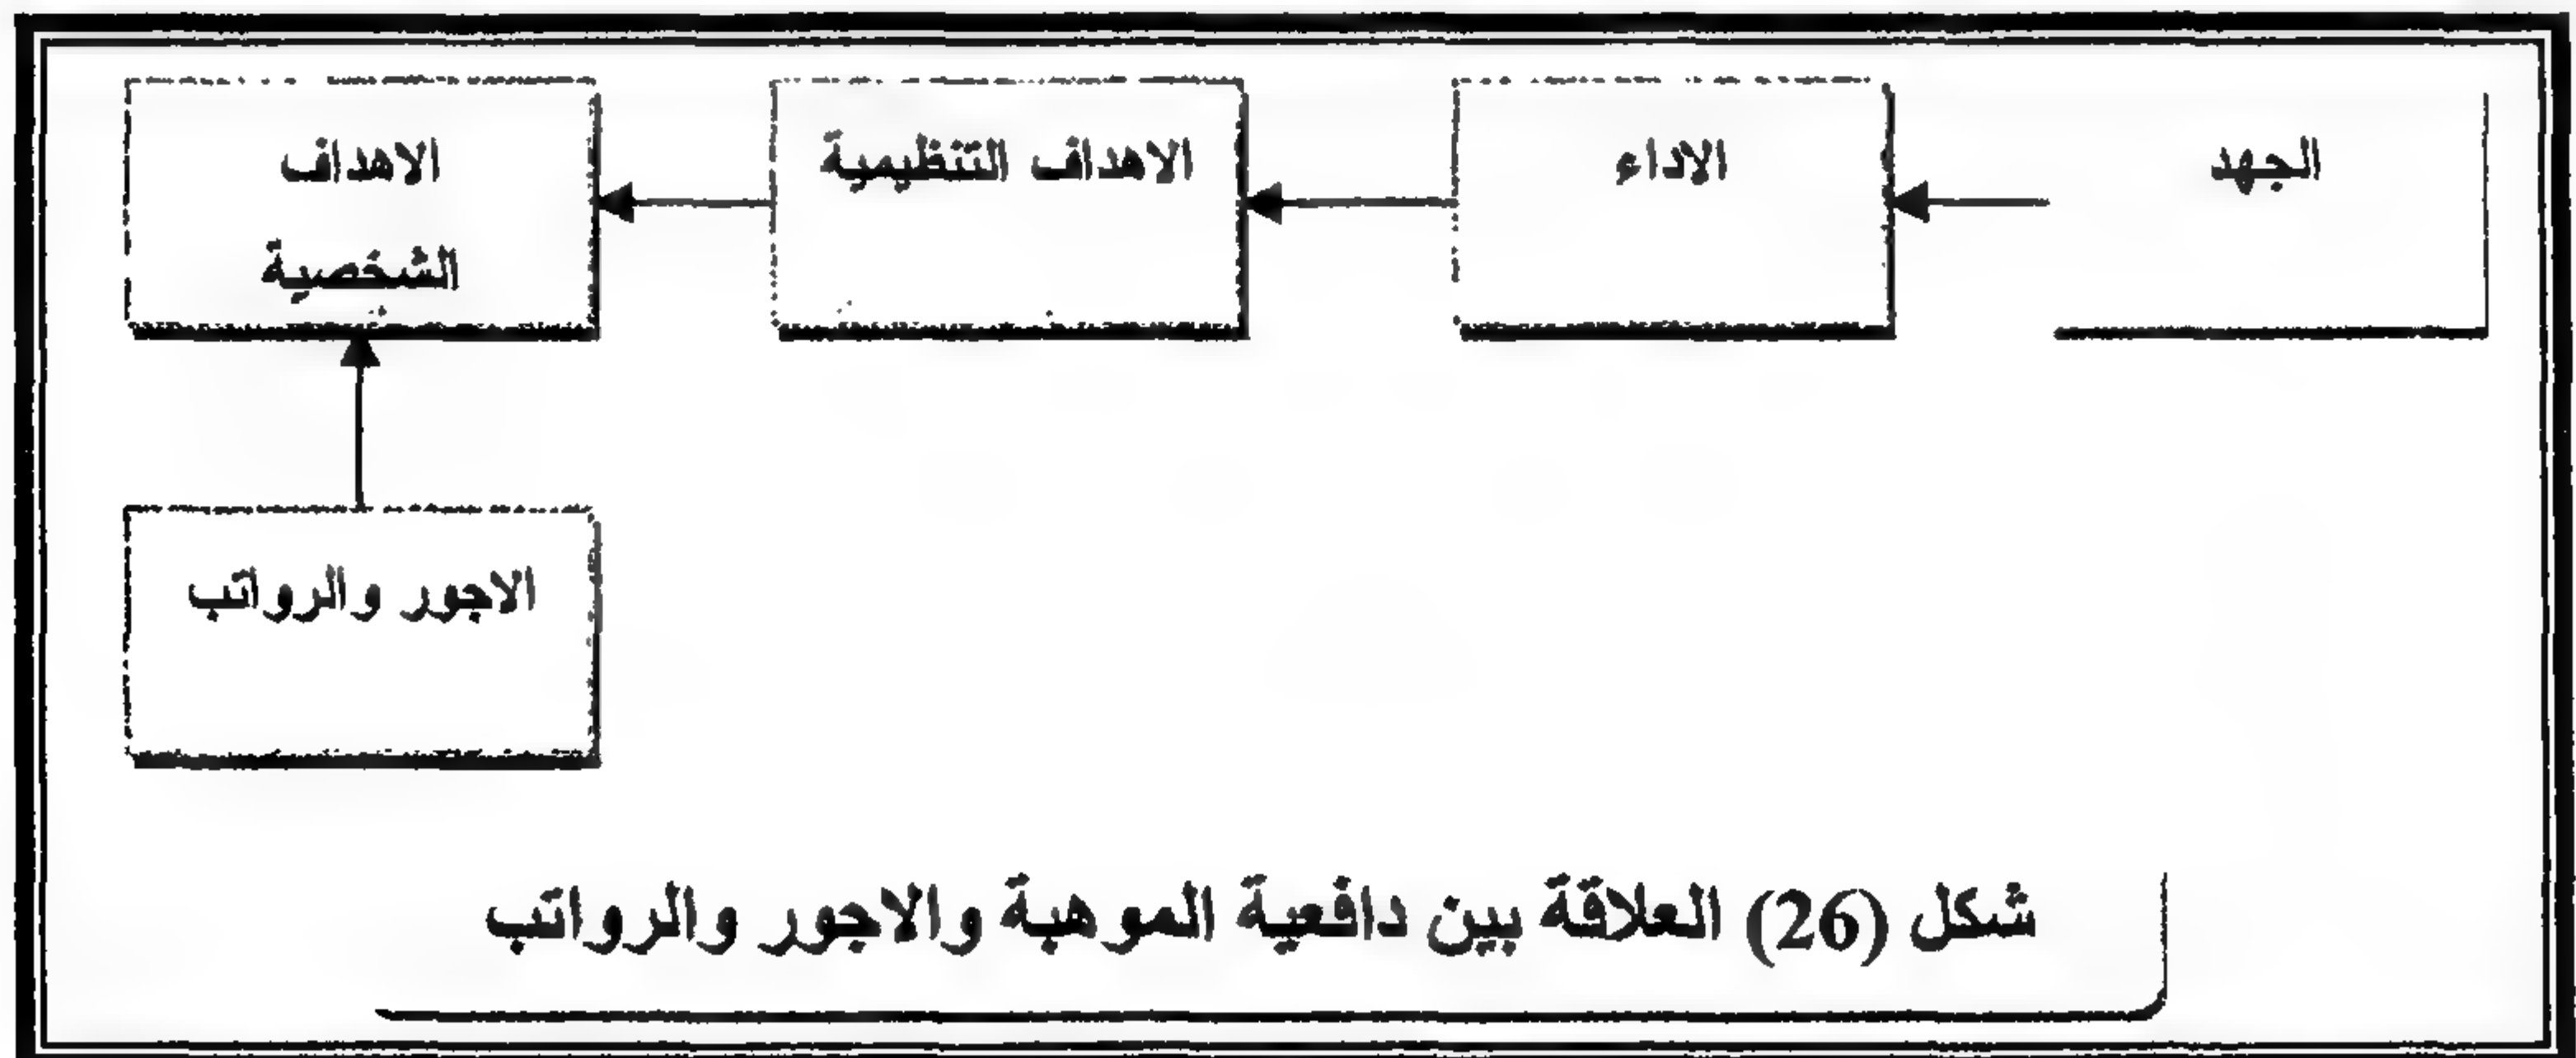 الجهد
الاداء
الاهداف التنظيمية
الاهداف
الشخصية
الاجور والرواتب
شكل (26) العلاقة بين دافعية الموهبة والاجور والرواتب